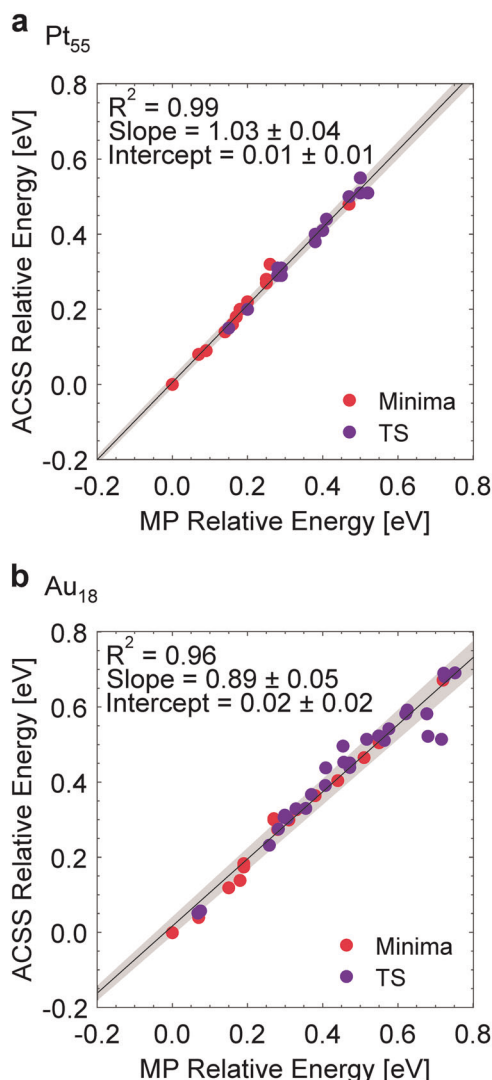 a
Pt55
R2 = 0.99
Slope = 1.03 ± 0.04
Intercept = 0.01 ± 0.01
0.8
0.6
0.4
0.2
0.0
-0.2
ACSS Relative Energy [eV]
Minima
TS
-0.2 0.0 0.2 0.4 0.6 0.8
MP Relative Energy [eV]
b
Au18
R2 = 0.96
Slope = 0.89 ± 0.05
Intercept = 0.02 ± 0.02
0.8
0.6
0.4
0.2
0.0
-0.2
ACSS Relative Energy [eV]
Minima
TS
-0.2 0.0 0.2 0.4 0.6 0.8
MP Relative Energy [eV]